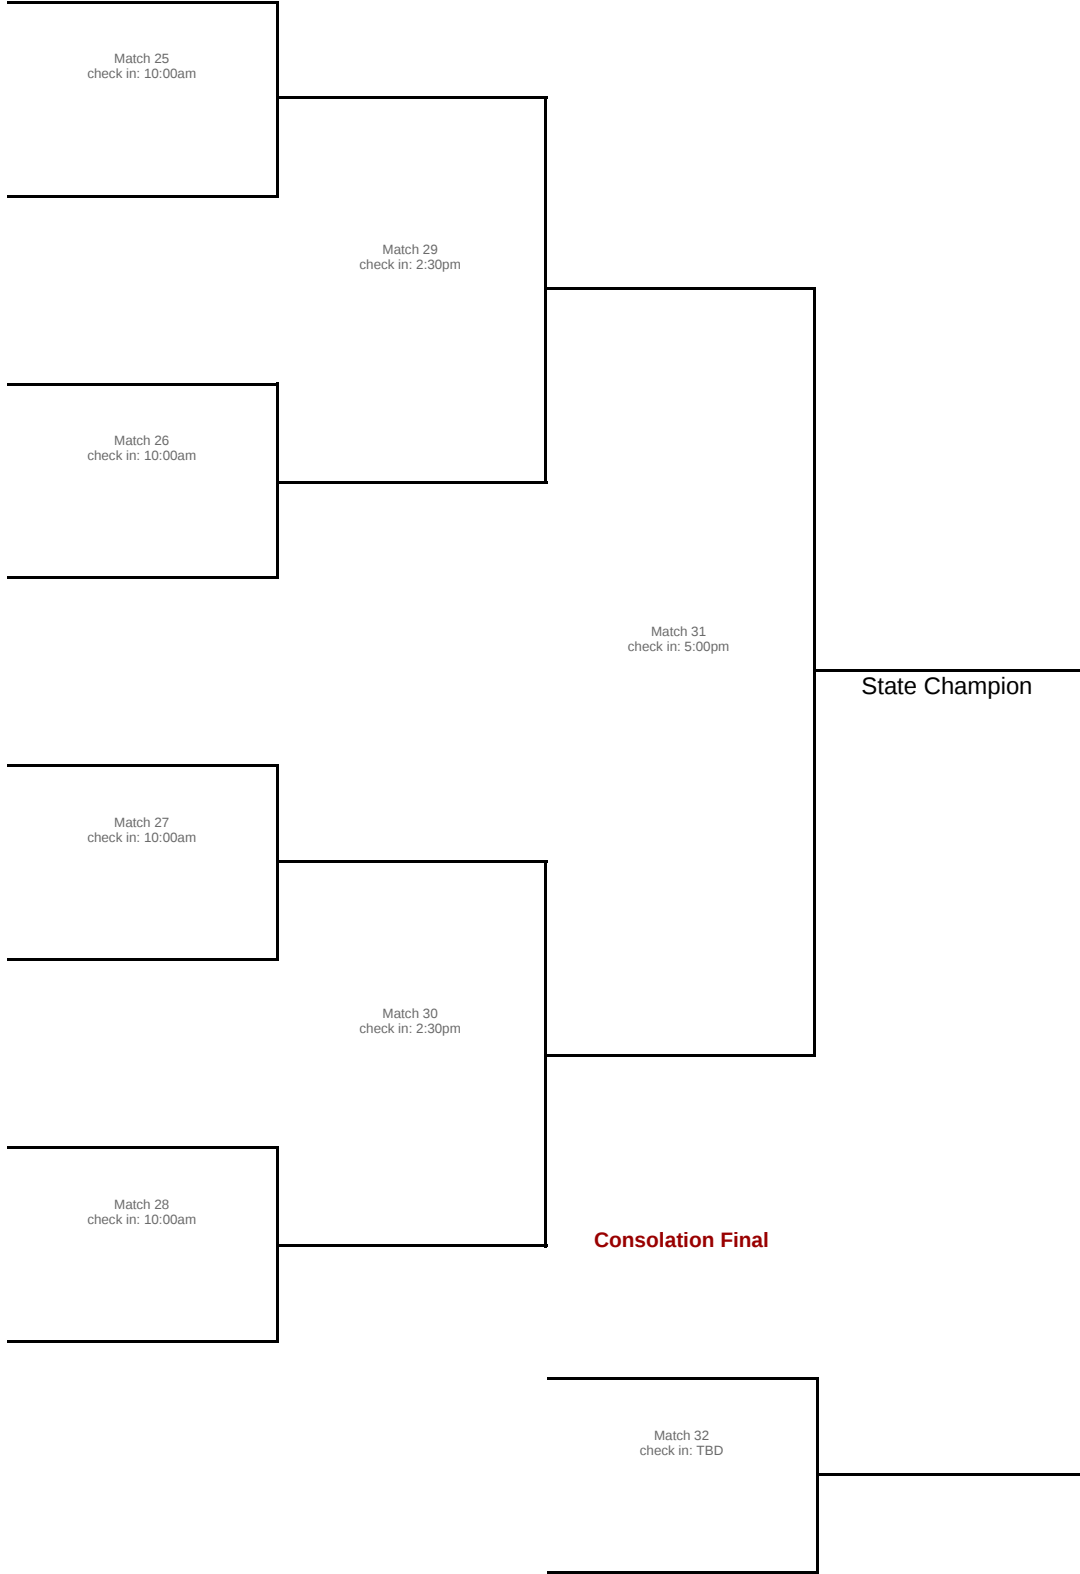 Match 25
check in: 10:00am
Match 29
check in: 2:30pm
Match 26
check in: 10:00am
Match 31
check in: 5:00pm
State Champion
Match 27
check in: 10:00am
Match 30
check in: 2:30pm
Match 28
check in: 10:00am
Consolation Final
Match 32
check in: TBD